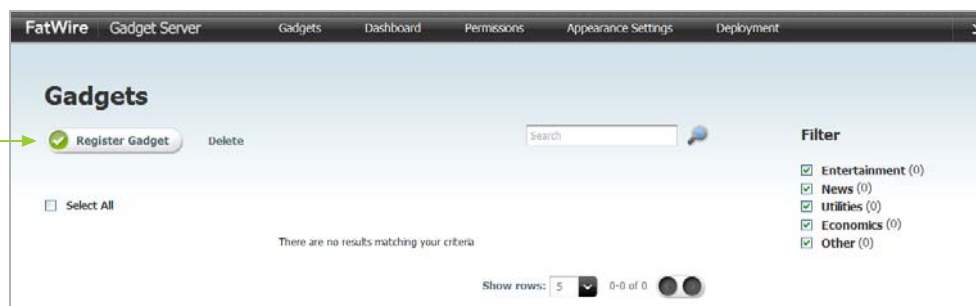 FatWire Gadget Server Gadgets Dashboard Permissions Appearance Settings Deployment
Gadgets
Register Gadget Delete Search
Filter
Entertainment (0)
News (0)
Utilities (0)
Economics (0)
Other (0)
Select All
There are no results matching your criteria
Show rows: 5 0-0 of 0